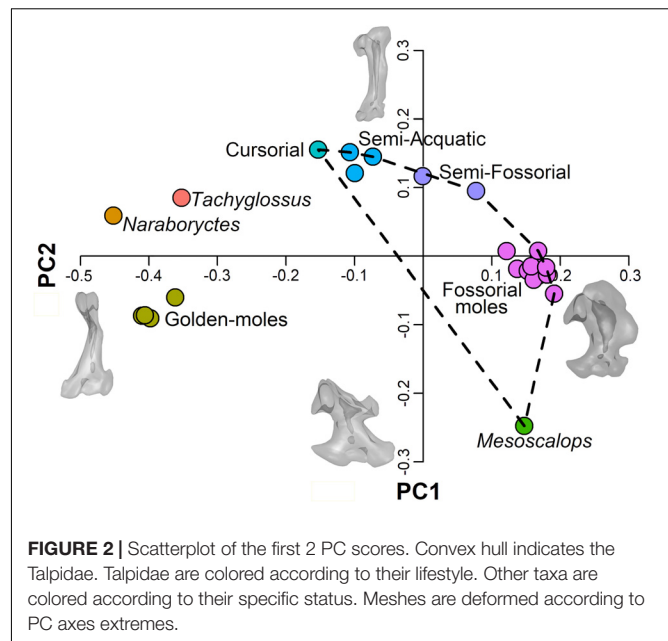 0.3
0.2
Semi-Acquatic
Cursorial
Semi-Fossorial
0.1
Tachyglossus
Naraboryctes
PC2
-0.5
-0.4
-0.3
-0.2
-0.1
0.1
0.2
0.3
Fossorial
moles
Golden-moles
-0.1
-0.2
Mesoscalops
-0.3
PC1
FIGURE 2 | Scatterplot of the first 2 PC scores. Convex hull indicates the
Talpidae. Talpidae are colored according to their lifestyle. Other taxa are
colored according to their specific status. Meshes are deformed according to
PC axes extremes.